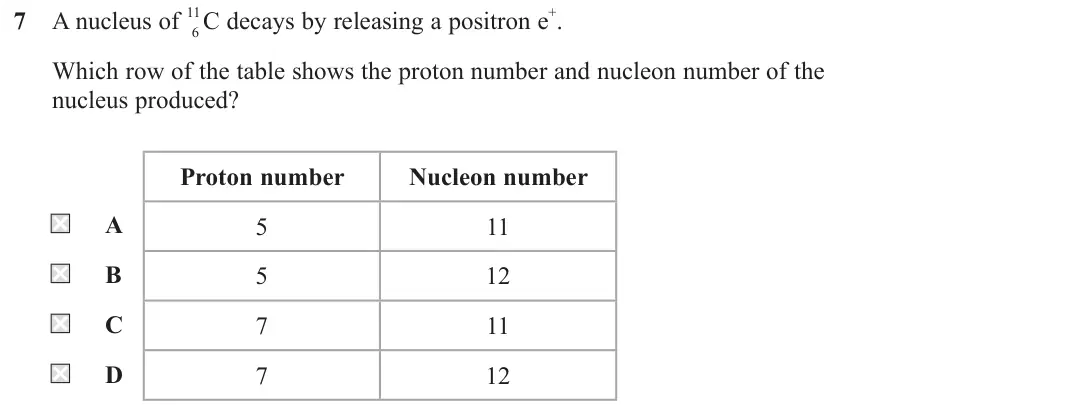 7 A nucleus of ¹¹₆C decays by releasing a positron e⁺.
Which row of the table shows the proton number and nucleon number of the
nucleus produced?
Proton number Nucleon number
A 5 11
B 5 12
C 7 11
D 7 12